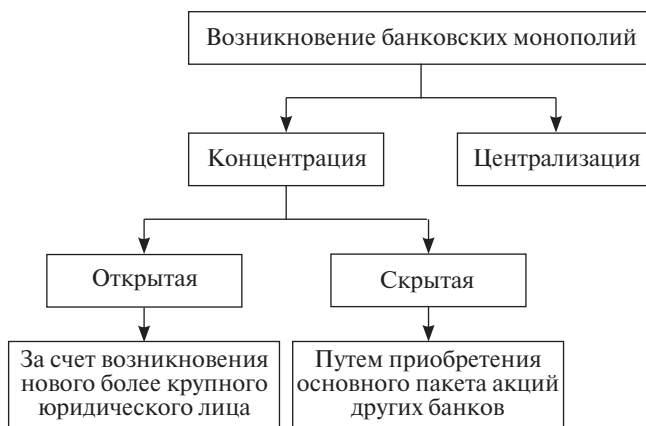 Возникновение банковских монополий
Концентрация
Централизация
Открытая
Скрытая
За счет возникновения
нового более крупного
юридического лица
Путем приобретения
основного пакета акций
других банков